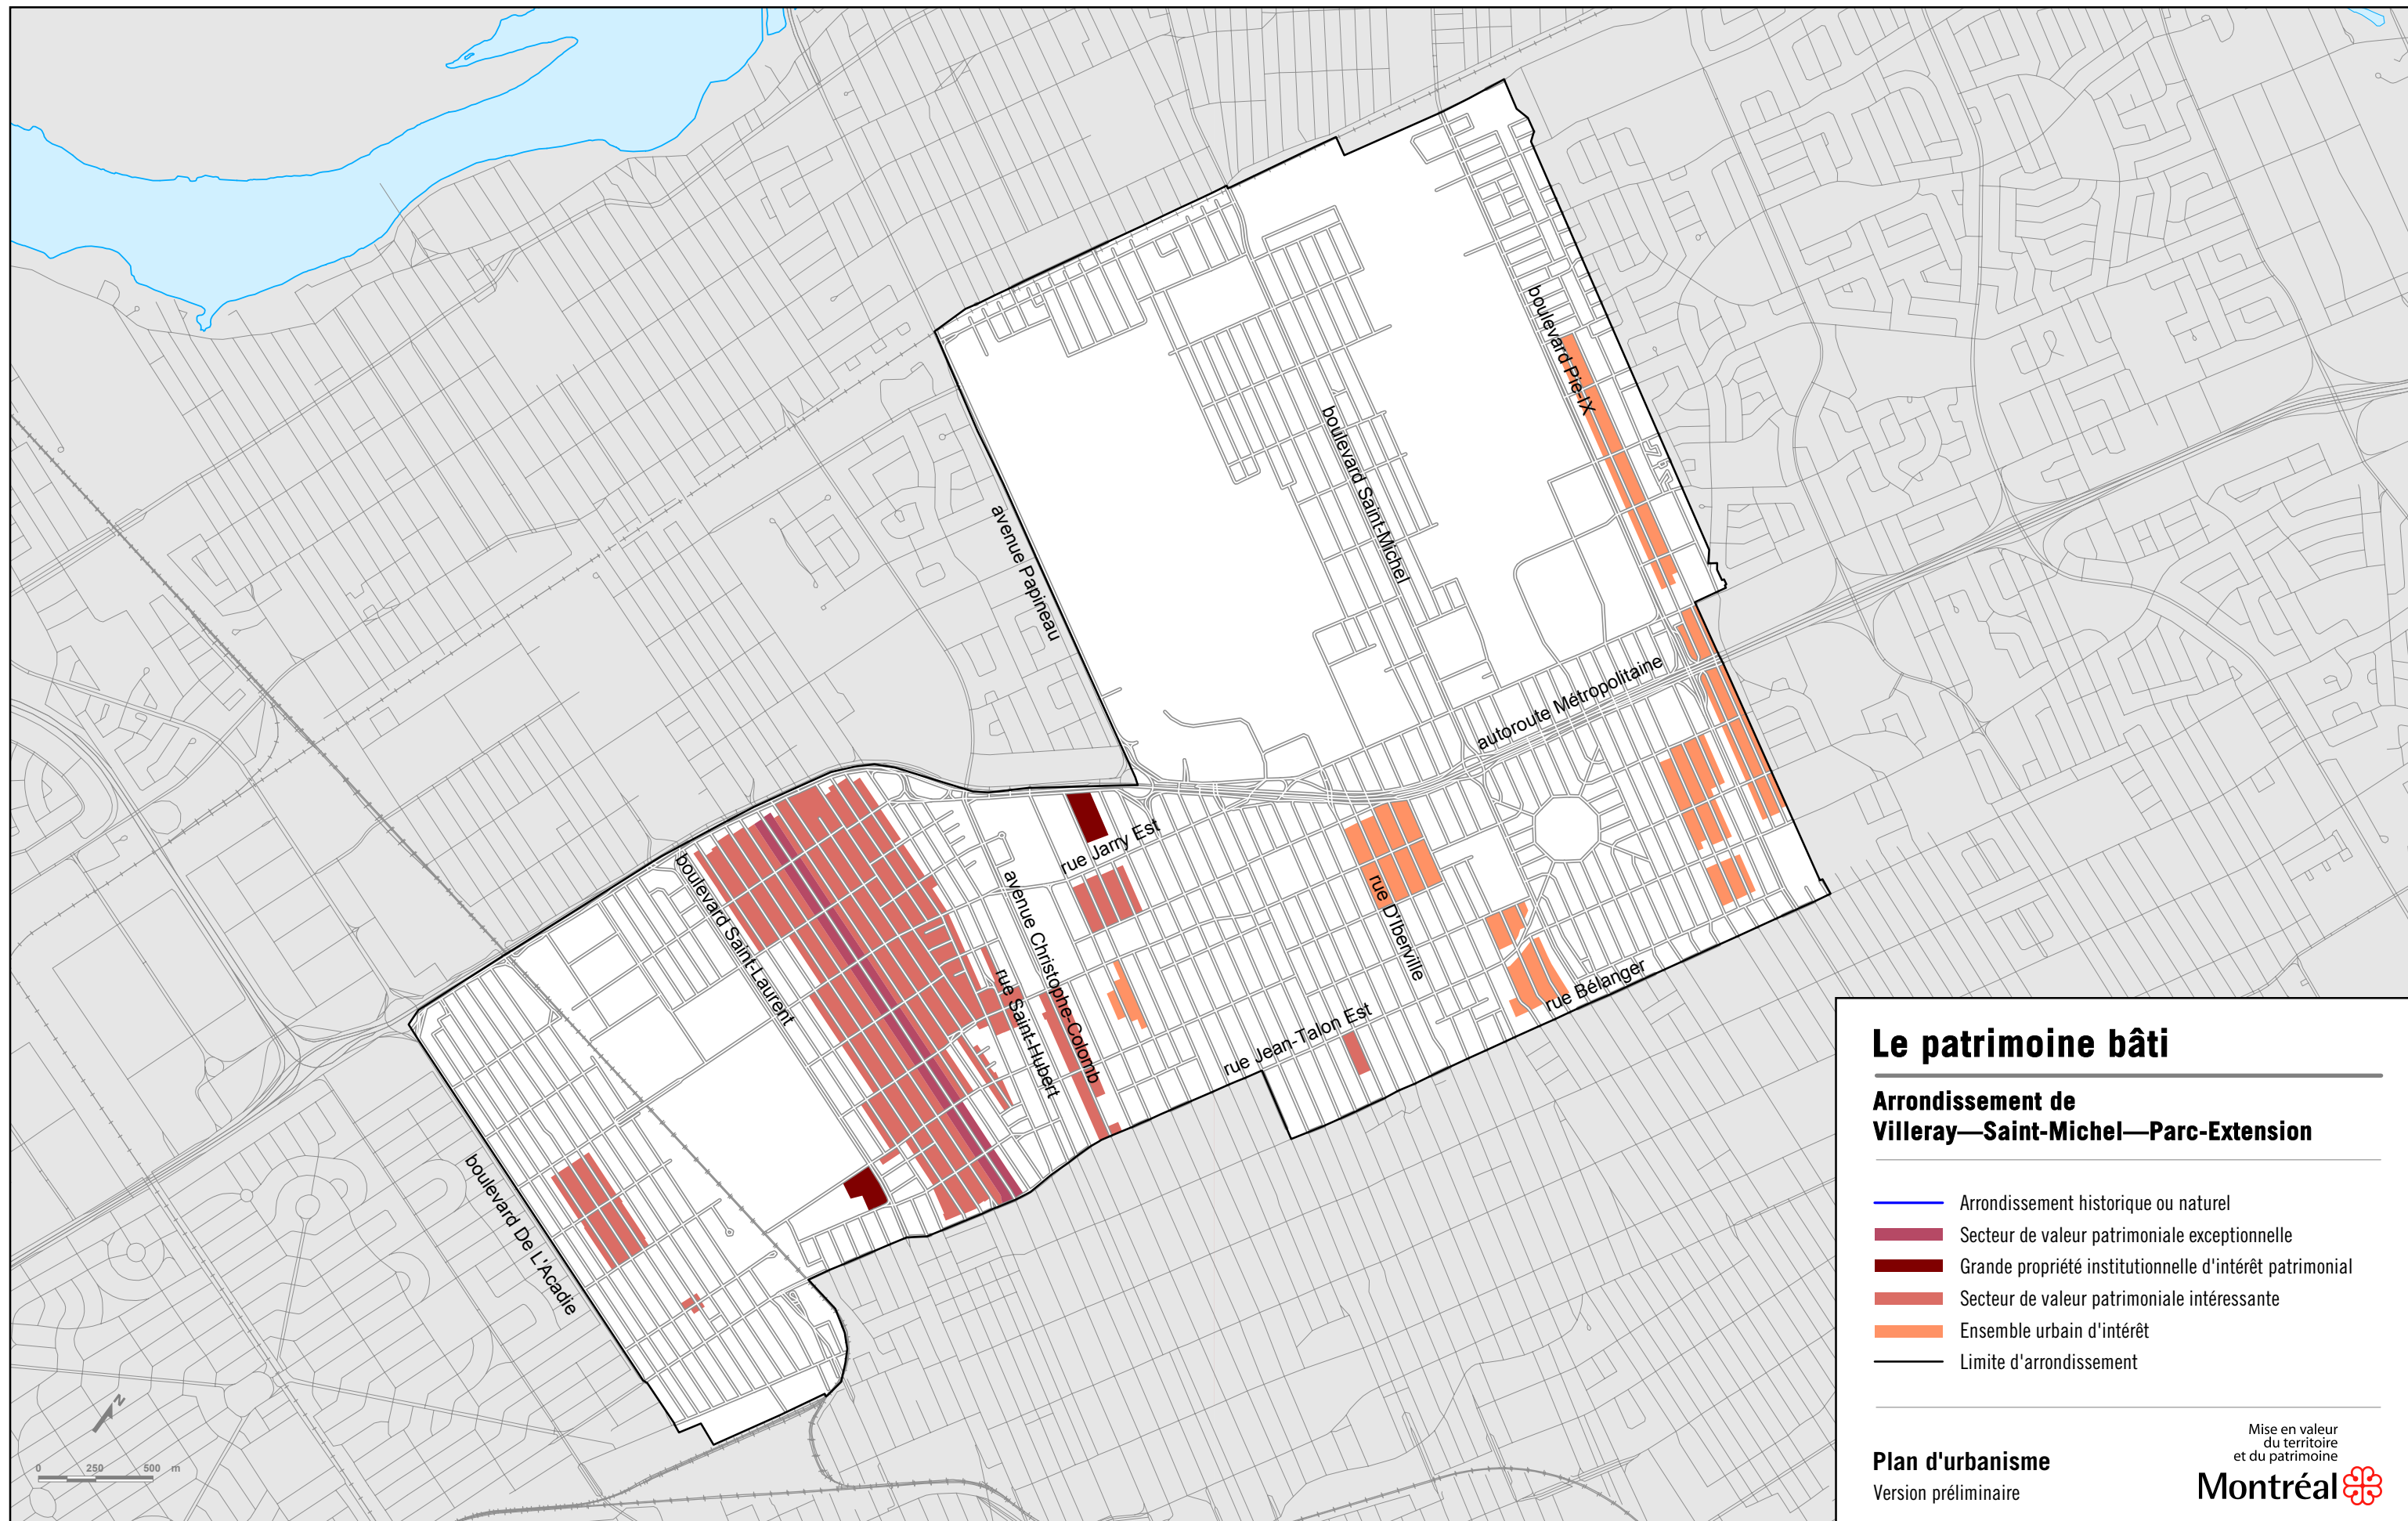 boulevard Pie-IX
boulevard Saint-Michel
avenue Papineau
autoroute Métropolitaine
rue Jarry Est
boulevard Saint-Laurent
avenue Christophe-Colomb
rue D'Iberville
rue Saint-Hubert
rue Bélanger
rue Jean-Talon Est
boulevard De L'Acadie
N
0 250 500 m
Le patrimoine bâti
Arrondissement de
Villeray—Saint-Michel—Parc-Extension
Arrondissement historique ou naturel
Secteur de valeur patrimoniale exceptionnelle
Grande propriété institutionnelle d'intérêt patrimonial
Secteur de valeur patrimoniale intéressante
Ensemble urbain d'intérêt
Limite d'arrondissement
Plan d'urbanisme
Version préliminaire
Mise en valeur
du territoire
et du patrimoine
Montréal